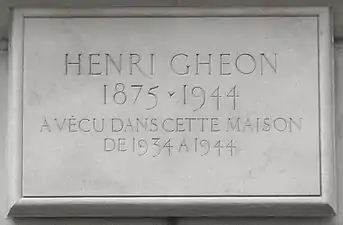 HENRI GHEON
1875 · 1944
A VÉCU DANS CETTE MAISON
DE 1934 A 1944